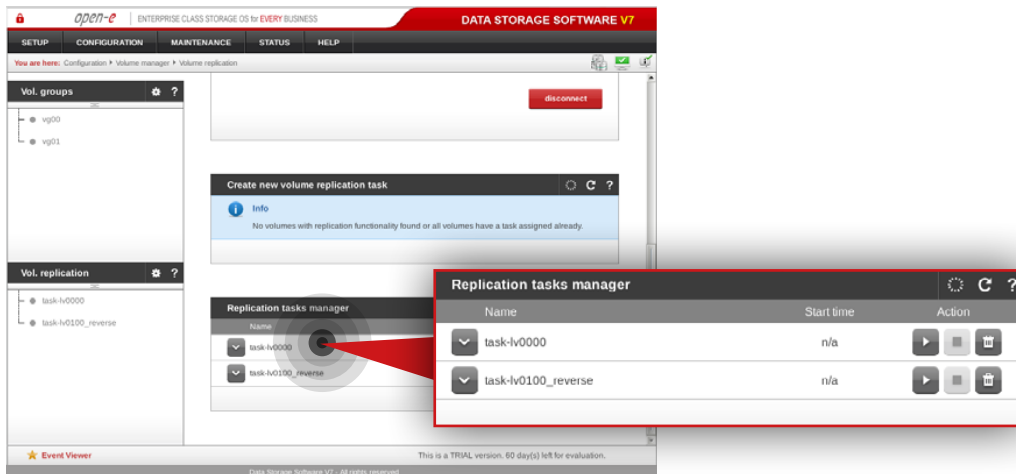 open-e ENTERPRISE CLASS STORAGE OS for EVERY BUSINESS DATA STORAGE SOFTWARE V7
SETUP CONFIGURATION MAINTENANCE STATUS HELP
You are here: Configuration Volume manager Volume replication
Vol. groups ?
vg00
vg01
disconnect
Create new volume replication task ?
Info
No volumes with replication functionality found or all volumes have a task assigned already.
Vol. replication ?
task-lv0000
task-lv0100_reverse
Replication tasks manager
Name
task-lv0000
task-lv0100_reverse
Replication tasks manager ?
Name Start time Action
task-lv0000 n/a
task-lv0100_reverse n/a
Event Viewer This is a TRIAL version. 60 day(s) left for evaluation.
Data Storage Software V7 - All rights reserved